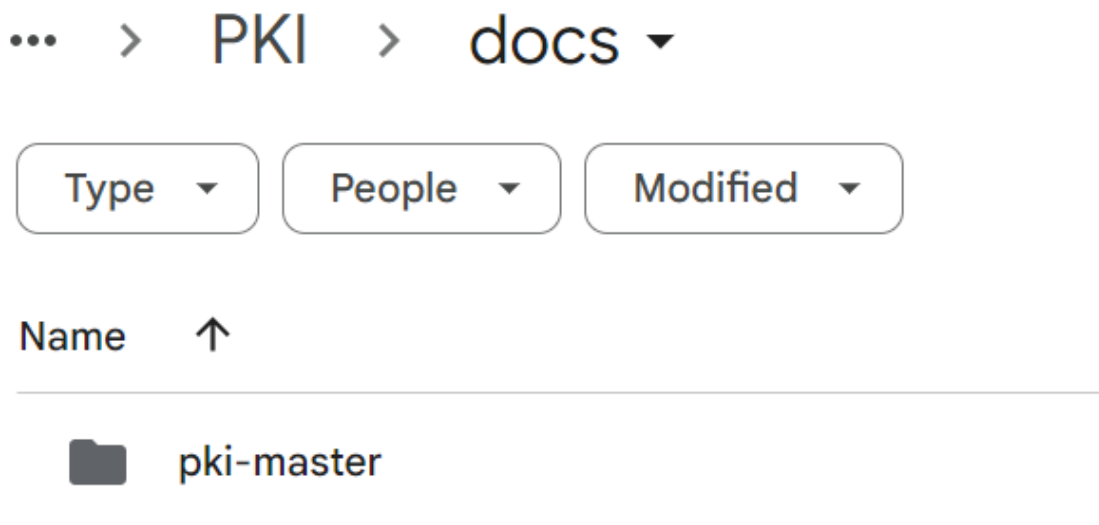 ... > PKI > docs
Type People Modified
Name
pki-master